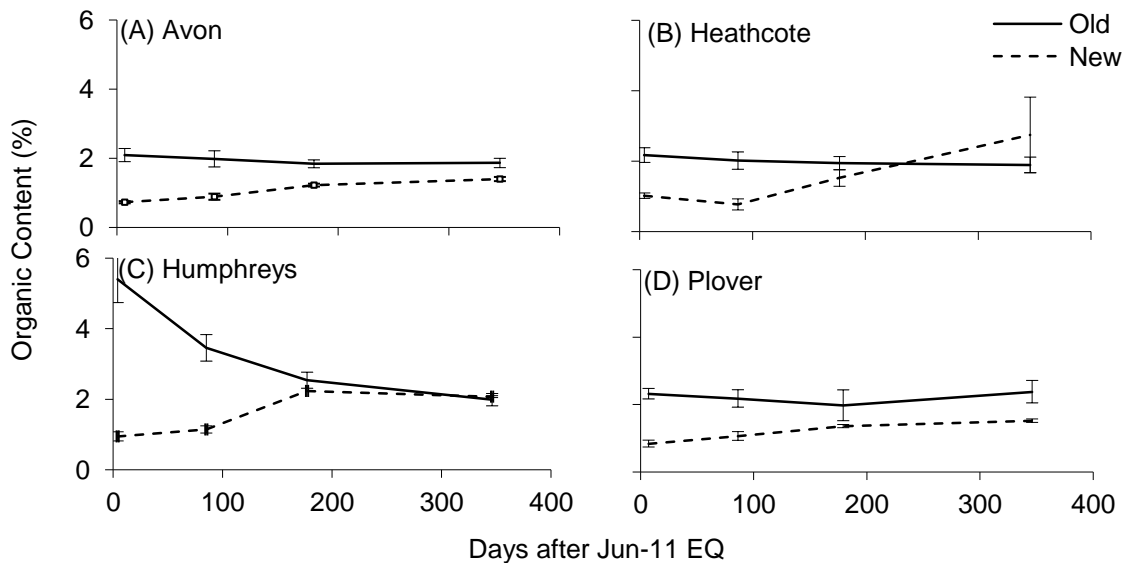 (A) Avon
(B) Heathcote
Old
New
6
4
2
0
(C) Humphreys
(D) Plover
6
4
2
0
Organic Content (%)
0 100 200 300 400
0 100 200 300 400
Days after Jun-11 EQ